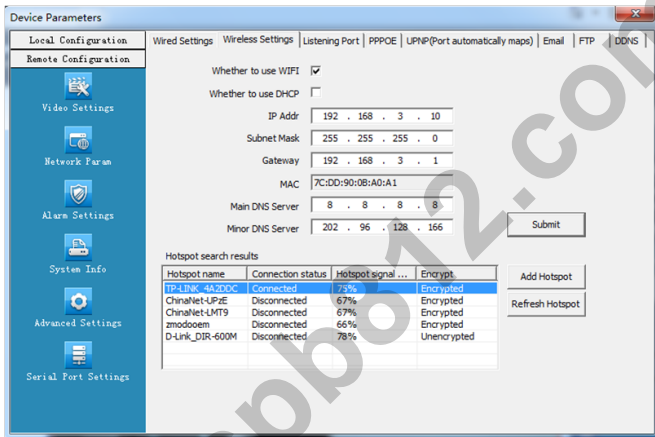 Device Parameters
Local Configuration
Remote Configuration
Video Settings
Network Param
Alarm Settings
System Info
Advanced Settings
Serial Port Settings
Wired Settings Wireless Settings Listening Port PPPOE UPNP(Port automatically maps) Email FTP DDNS
Whether to use WIFI
Whether to use DHCP
IP Addr 192 . 168 . 3 . 10
Subnet Mask 255 . 255 . 255 . 0
Gateway 192 . 168 . 3 . 1
MAC 7C:DD:90:0B:A0:A1
Main DNS Server 8 . 8 . 8 . 8
Minor DNS Server 202 . 96 . 128 . 166
Submit
Hotspot search results
Hotspot name Connection status Hotspot signal ... Encrypt
TP-LINK_4A2DDC Connected 75% Encrypted
ChinaNet-UPzE Disconnected 67% Encrypted
ChinaNet-LMT9 Disconnected 67% Encrypted
zmodooem Disconnected 66% Encrypted
D-Link_DIR-600M Disconnected 78% Unencrypted
Add Hotspot
Refresh Hotspot
spb812.com